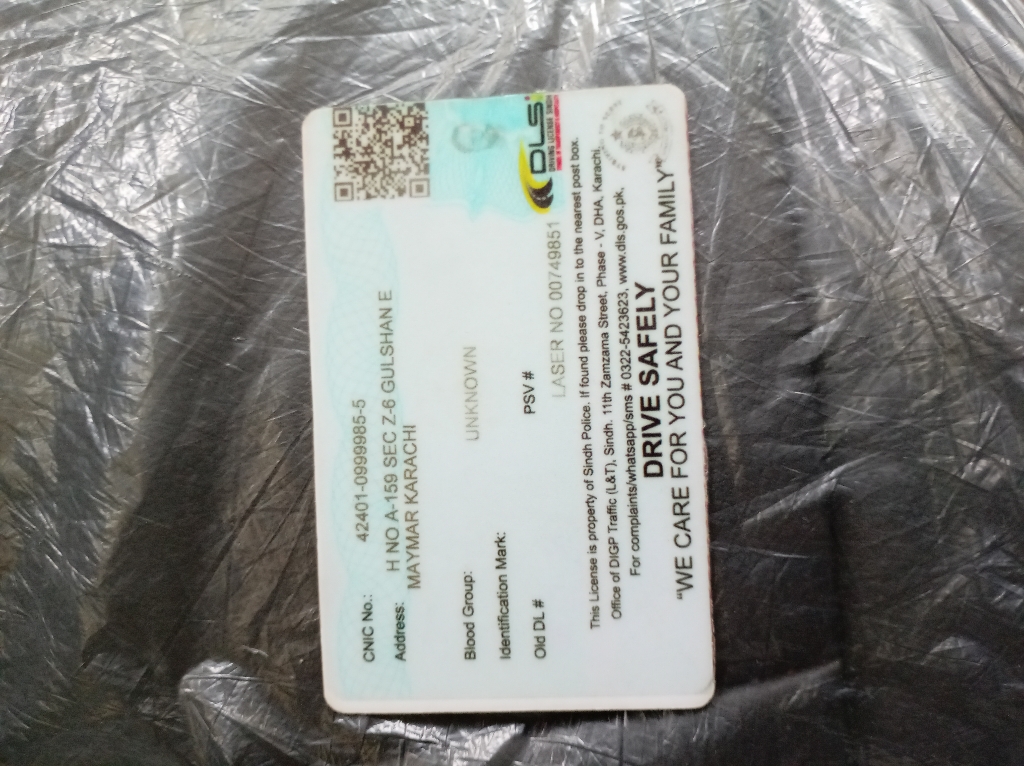 CNIC No.: 42401-0999985-5
Address: H NO A-159 SEC Z-6 GULSHAN E
MAYMAR KARACHI
Blood Group: UNKNOWN
Identification Mark:
Old DL # PSV #
LASER NO 00749851
DLS
DRIVING LICENSE SINDH
This License is property of Sindh Police. If found please drop in to the nearest post box.
Office of DIGP Traffic (L&T), Sindh. 11th Zamzama Street, Phase - V, DHA, Karachi.
For complaints/whatsapp/sms # 0322-5423623, www.dls.gos.pk.
DRIVE SAFELY
"WE CARE FOR YOU AND YOUR FAMILY"